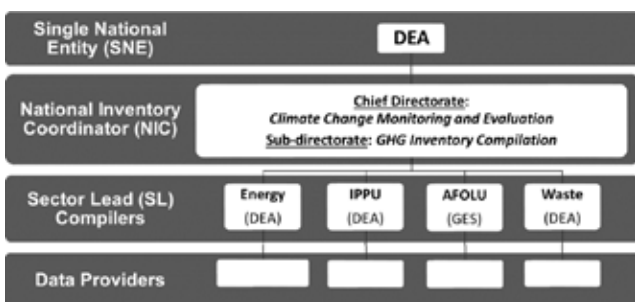 Single National
Entity (SNE)
DEA
National Inventory
Coordinator (NIC)
Chief Directorate:
Climate Change Monitoring and Evaluation
Sub-directorate: GHG Inventory Compilation
Sector Lead (SL)
Compilers
Energy
(DEA)
IPPU
(DEA)
AFOLU
(GES)
Waste
(DEA)
Data Providers